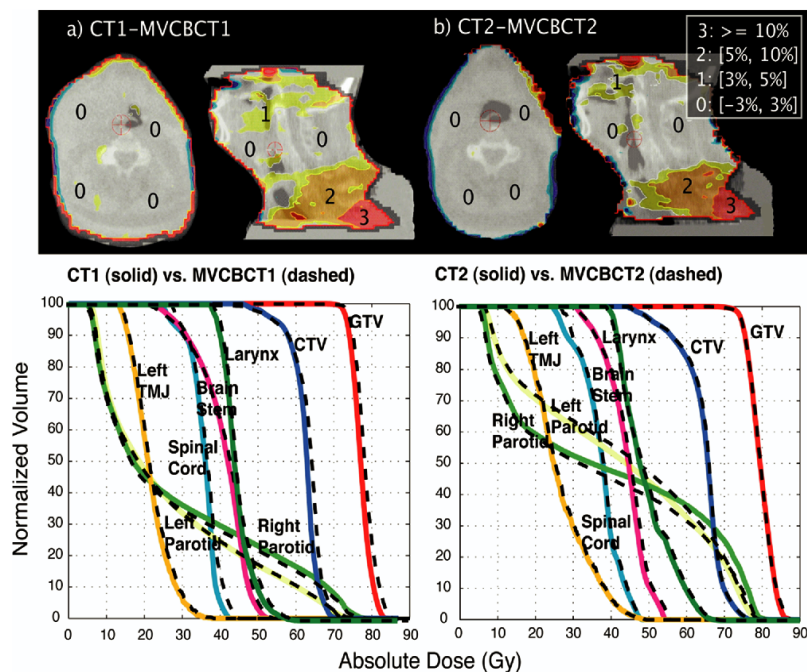 a) CT1-MVCBCT1
b) CT2-MVCBCT2
3: >= 10%
2: [5%, 10%]
1: [3%, 5%]
0: [-3%, 3%]
0
0
0
0
1
0
0
2
3
0
0
0
0
1
0
0
2
3
CT1 (solid) vs. MVCBCT1 (dashed)
CT2 (solid) vs. MVCBCT2 (dashed)
Normalized Volume
100
90
80
70
60
50
40
30
20
10
0
GTV
CTV
Larynx
Left
TMJ
Brain
Stem
Spinal
Cord
Left
Parotid
Right
Parotid
0 10 20 30 40 50 60 70 80
100
90
80
70
60
50
40
30
20
10
0
GTV
CTV
Larynx
Left
TMJ
Brain
Stem
Left
Parotid
Right
Parotid
Spinal
Cord
0 10 20 30 40 50 60 70 80 90
Absolute Dose (Gy)